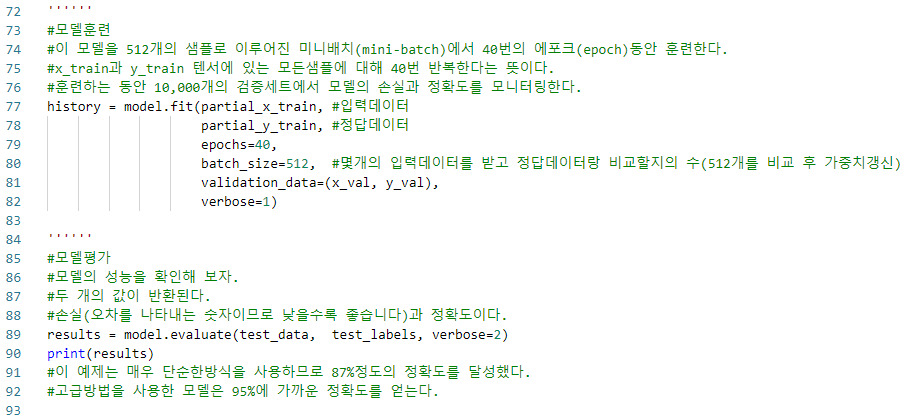 72 ''''''
73 #모델훈련
74 #이 모델을 512개의 샘플로 이루어진 미니배치(mini-batch)에서 40번의 에포크(epoch)동안 훈련한다.
75 #x_train과 y_train 텐서에 있는 모든샘플에 대해 40번 반복한다는 뜻이다.
76 #훈련하는 동안 10,000개의 검증세트에서 모델의 손실과 정확도를 모니터링한다.
77 history = model.fit(partial_x_train, #입력데이터
78                     partial_y_train, #정답데이터
79                     epochs=40,
80                     batch_size=512,  #몇개의 입력데이터를 받고 정답데이터랑 비교할지의 수(512개를 비교 후 가중치갱신)
81                     validation_data=(x_val, y_val),
82                     verbose=1)
83
84 ''''''
85 #모델평가
86 #모델의 성능을 확인해 보자.
87 #두 개의 값이 반환된다.
88 #손실(오차를 나타내는 숫자이므로 낮을수록 좋습니다)과 정확도이다.
89 results = model.evaluate(test_data,  test_labels, verbose=2)
90 print(results)
91 #이 예제는 매우 단순한방식을 사용하므로 87%정도의 정확도를 달성했다.
92 #고급방법을 사용한 모델은 95%에 가까운 정확도를 얻는다.
93